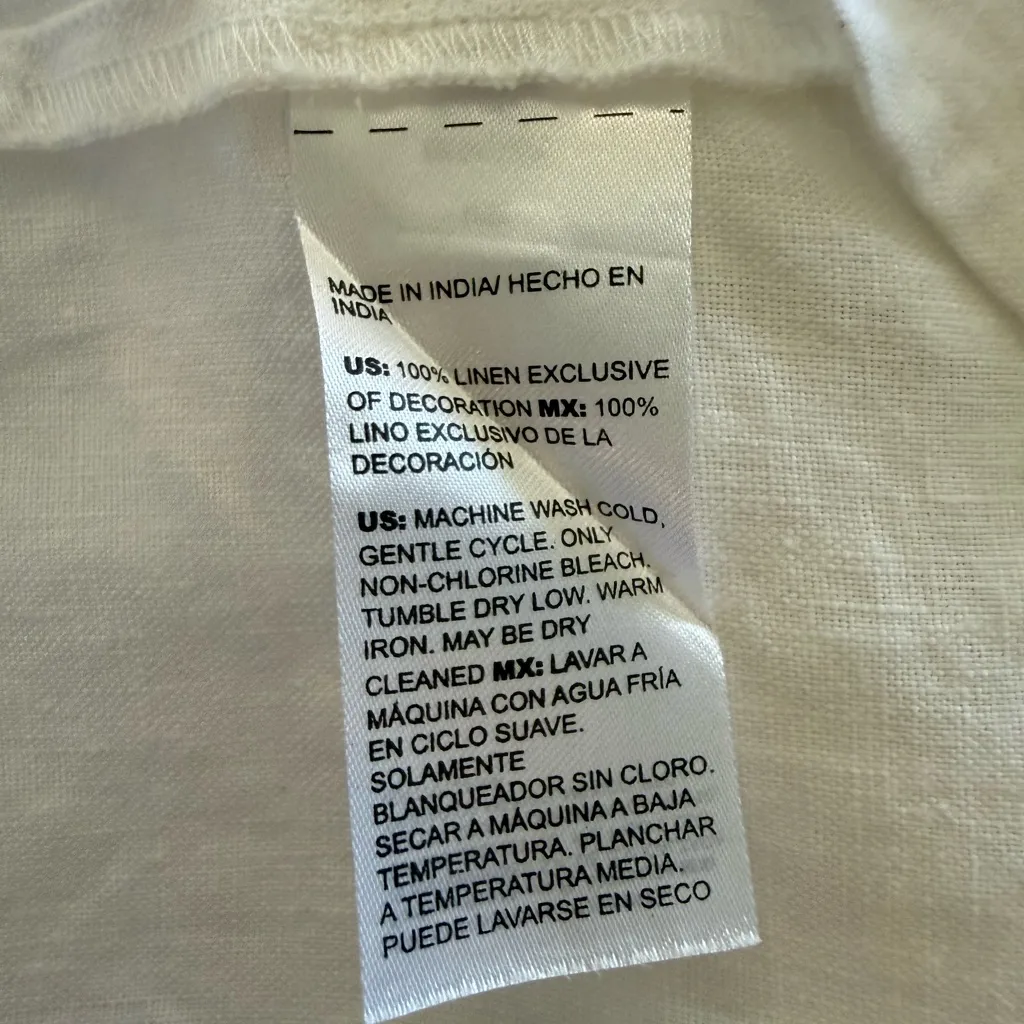 MADE IN INDIA/ HECHO EN
INDIA
US: 100% LINEN EXCLUSIVE
OF DECORATION MX: 100%
LINO EXCLUSIVO DE LA
DECORACIÓN
US: MACHINE WASH COLD,
GENTLE CYCLE. ONLY
NON-CHLORINE BLEACH.
TUMBLE DRY LOW. WARM
IRON. MAY BE DRY
CLEANED MX: LAVAR A
MÁQUINA CON AGUA FRÍA
EN CICLO SUAVE.
SOLAMENTE
BLANQUEADOR SIN CLORO.
SECAR A MÁQUINA A BAJA
TEMPERATURA. PLANCHAR
A TEMPERATURA MEDIA.
PUEDE LAVARSE EN SECO